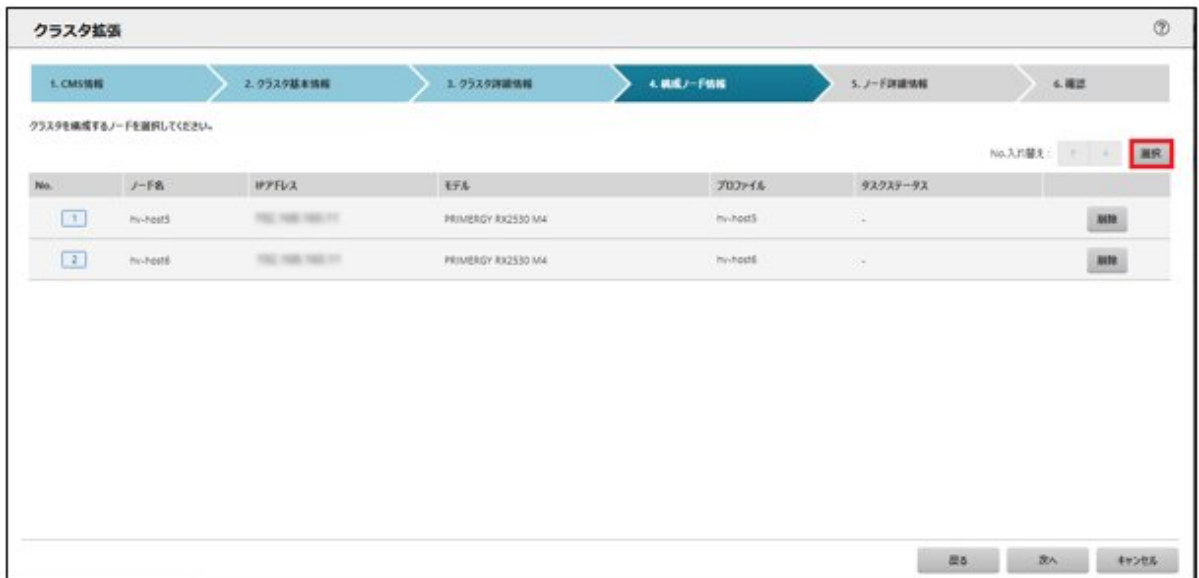 クラスタ拡張
1. CMS情報 2. クラスタ基本情報 3. クラスタ詳細情報 4. 構成ノード情報 5. ノード詳細情報 6. 確認
クラスタを構成するノードを選択してください。
No.入れ替え : 選択
No. ノード名 IPアドレス モデル プロファイル タスクステータス
1 hv-host5 PRIMERGY RX2530 M4 hv-host5 - 削除
2 hv-host6 PRIMERGY RX2530 M4 hv-host6 - 削除
戻る 次へ キャンセル